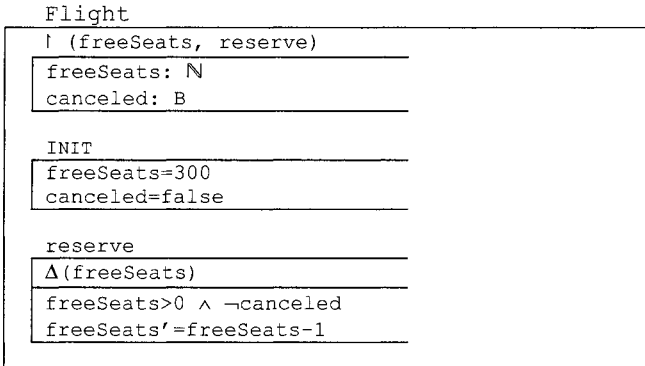 Flight
↾ (freeSeats, reserve)
freeSeats: ℕ
canceled: B
INIT
freeSeats=300
canceled=false
reserve
Δ(freeSeats)
freeSeats>0 ∧ ¬canceled
freeSeats′=freeSeats-1